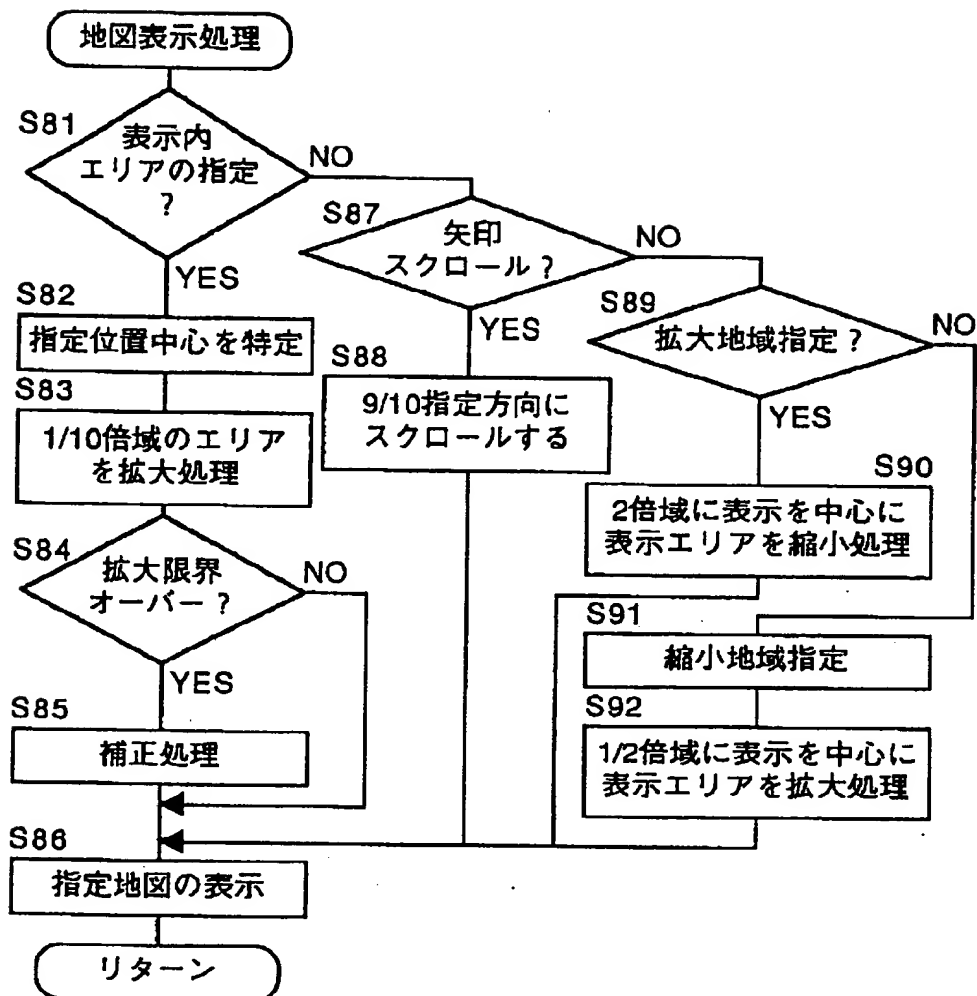 地図表示処理
S81
表示内
エリアの指定
?
NO
YES
S82
指定位置中心を特定
S83
1/10倍域のエリア
を拡大処理
S84
拡大限界
オーバー?
NO
YES
S85
補正処理
S86
指定地図の表示
リターン
S87
矢印
スクロール?
NO
YES
S88
9/10指定方向に
スクロールする
S89
拡大地域指定?
NO
YES
S90
2倍域に表示を中心に
表示エリアを縮小処理
S91
縮小地域指定
S92
1/2倍域に表示を中心に
表示エリアを拡大処理